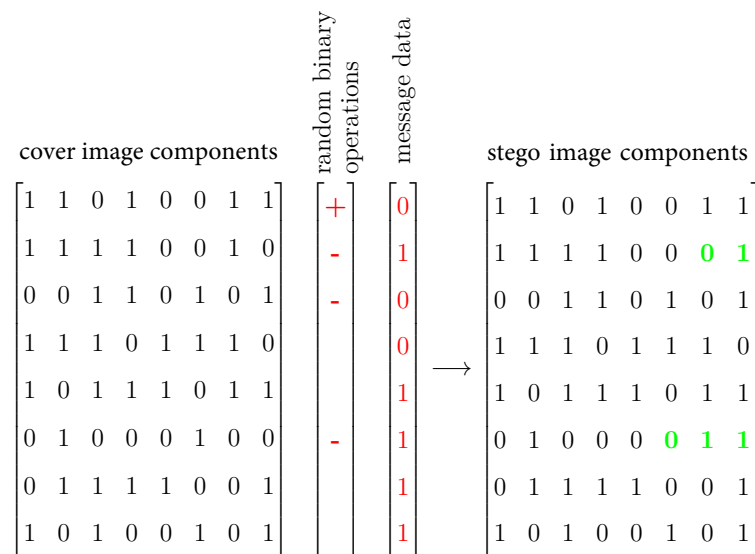 random binary
operations
message data
cover image components
stego image components
1 1 0 1 0 0 1 1 + 0 1 1 0 1 0 0 1 1
1 1 1 1 0 0 1 0 - 1 1 1 1 1 0 0 0 1
0 0 1 1 0 1 0 1 - 0 0 0 1 1 0 1 0 1
1 1 1 0 1 1 1 0 0 1 1 1 0 1 1 1 0
→
1 0 1 1 1 0 1 1 1 1 0 1 1 1 0 1 1
0 1 0 0 0 1 0 0 - 1 0 1 0 0 0 0 1 1
0 1 1 1 1 0 0 1 1 0 1 1 1 1 0 0 1
1 0 1 0 0 1 0 1 1 1 0 1 0 0 1 0 1